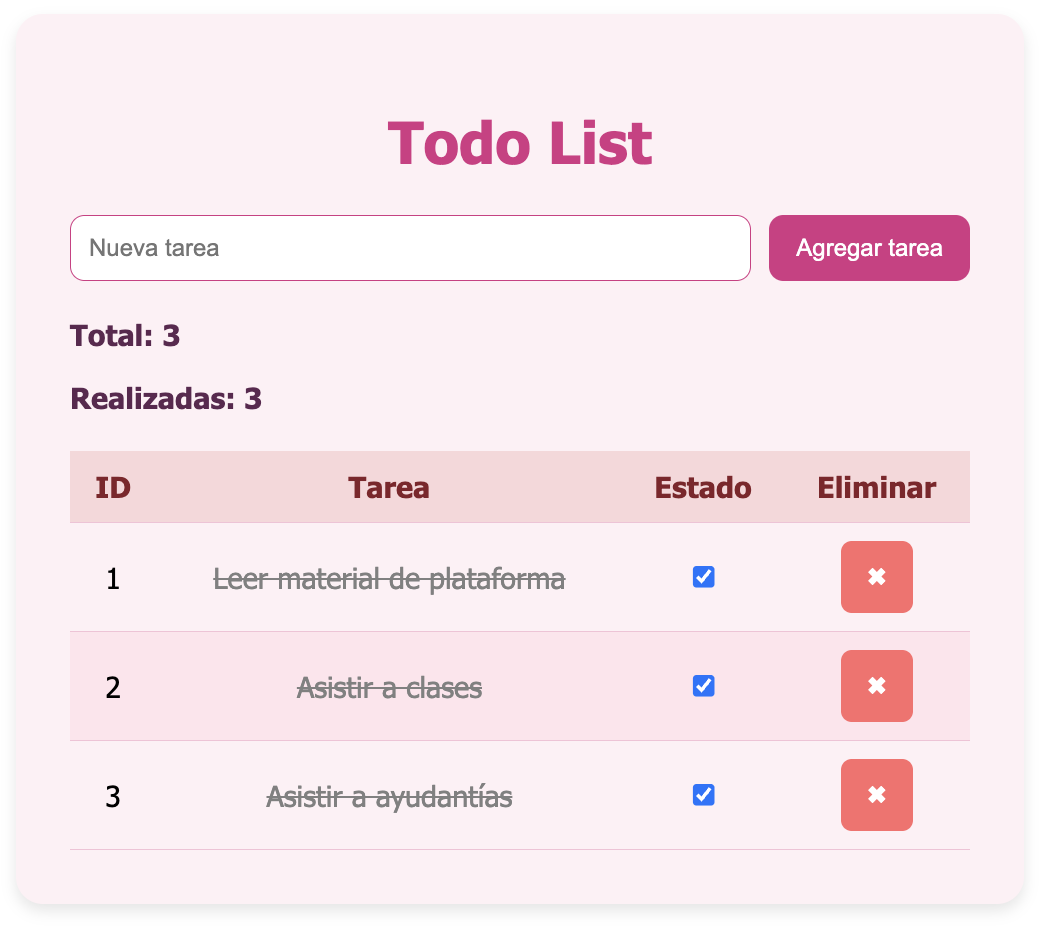 Todo List
Nueva tarea Agregar tarea
Total: 3
Realizadas: 3
ID Tarea Estado Eliminar
1 Leer material de plataforma ✖
2 Asistir a clases ✖
3 Asistir a ayudantías ✖